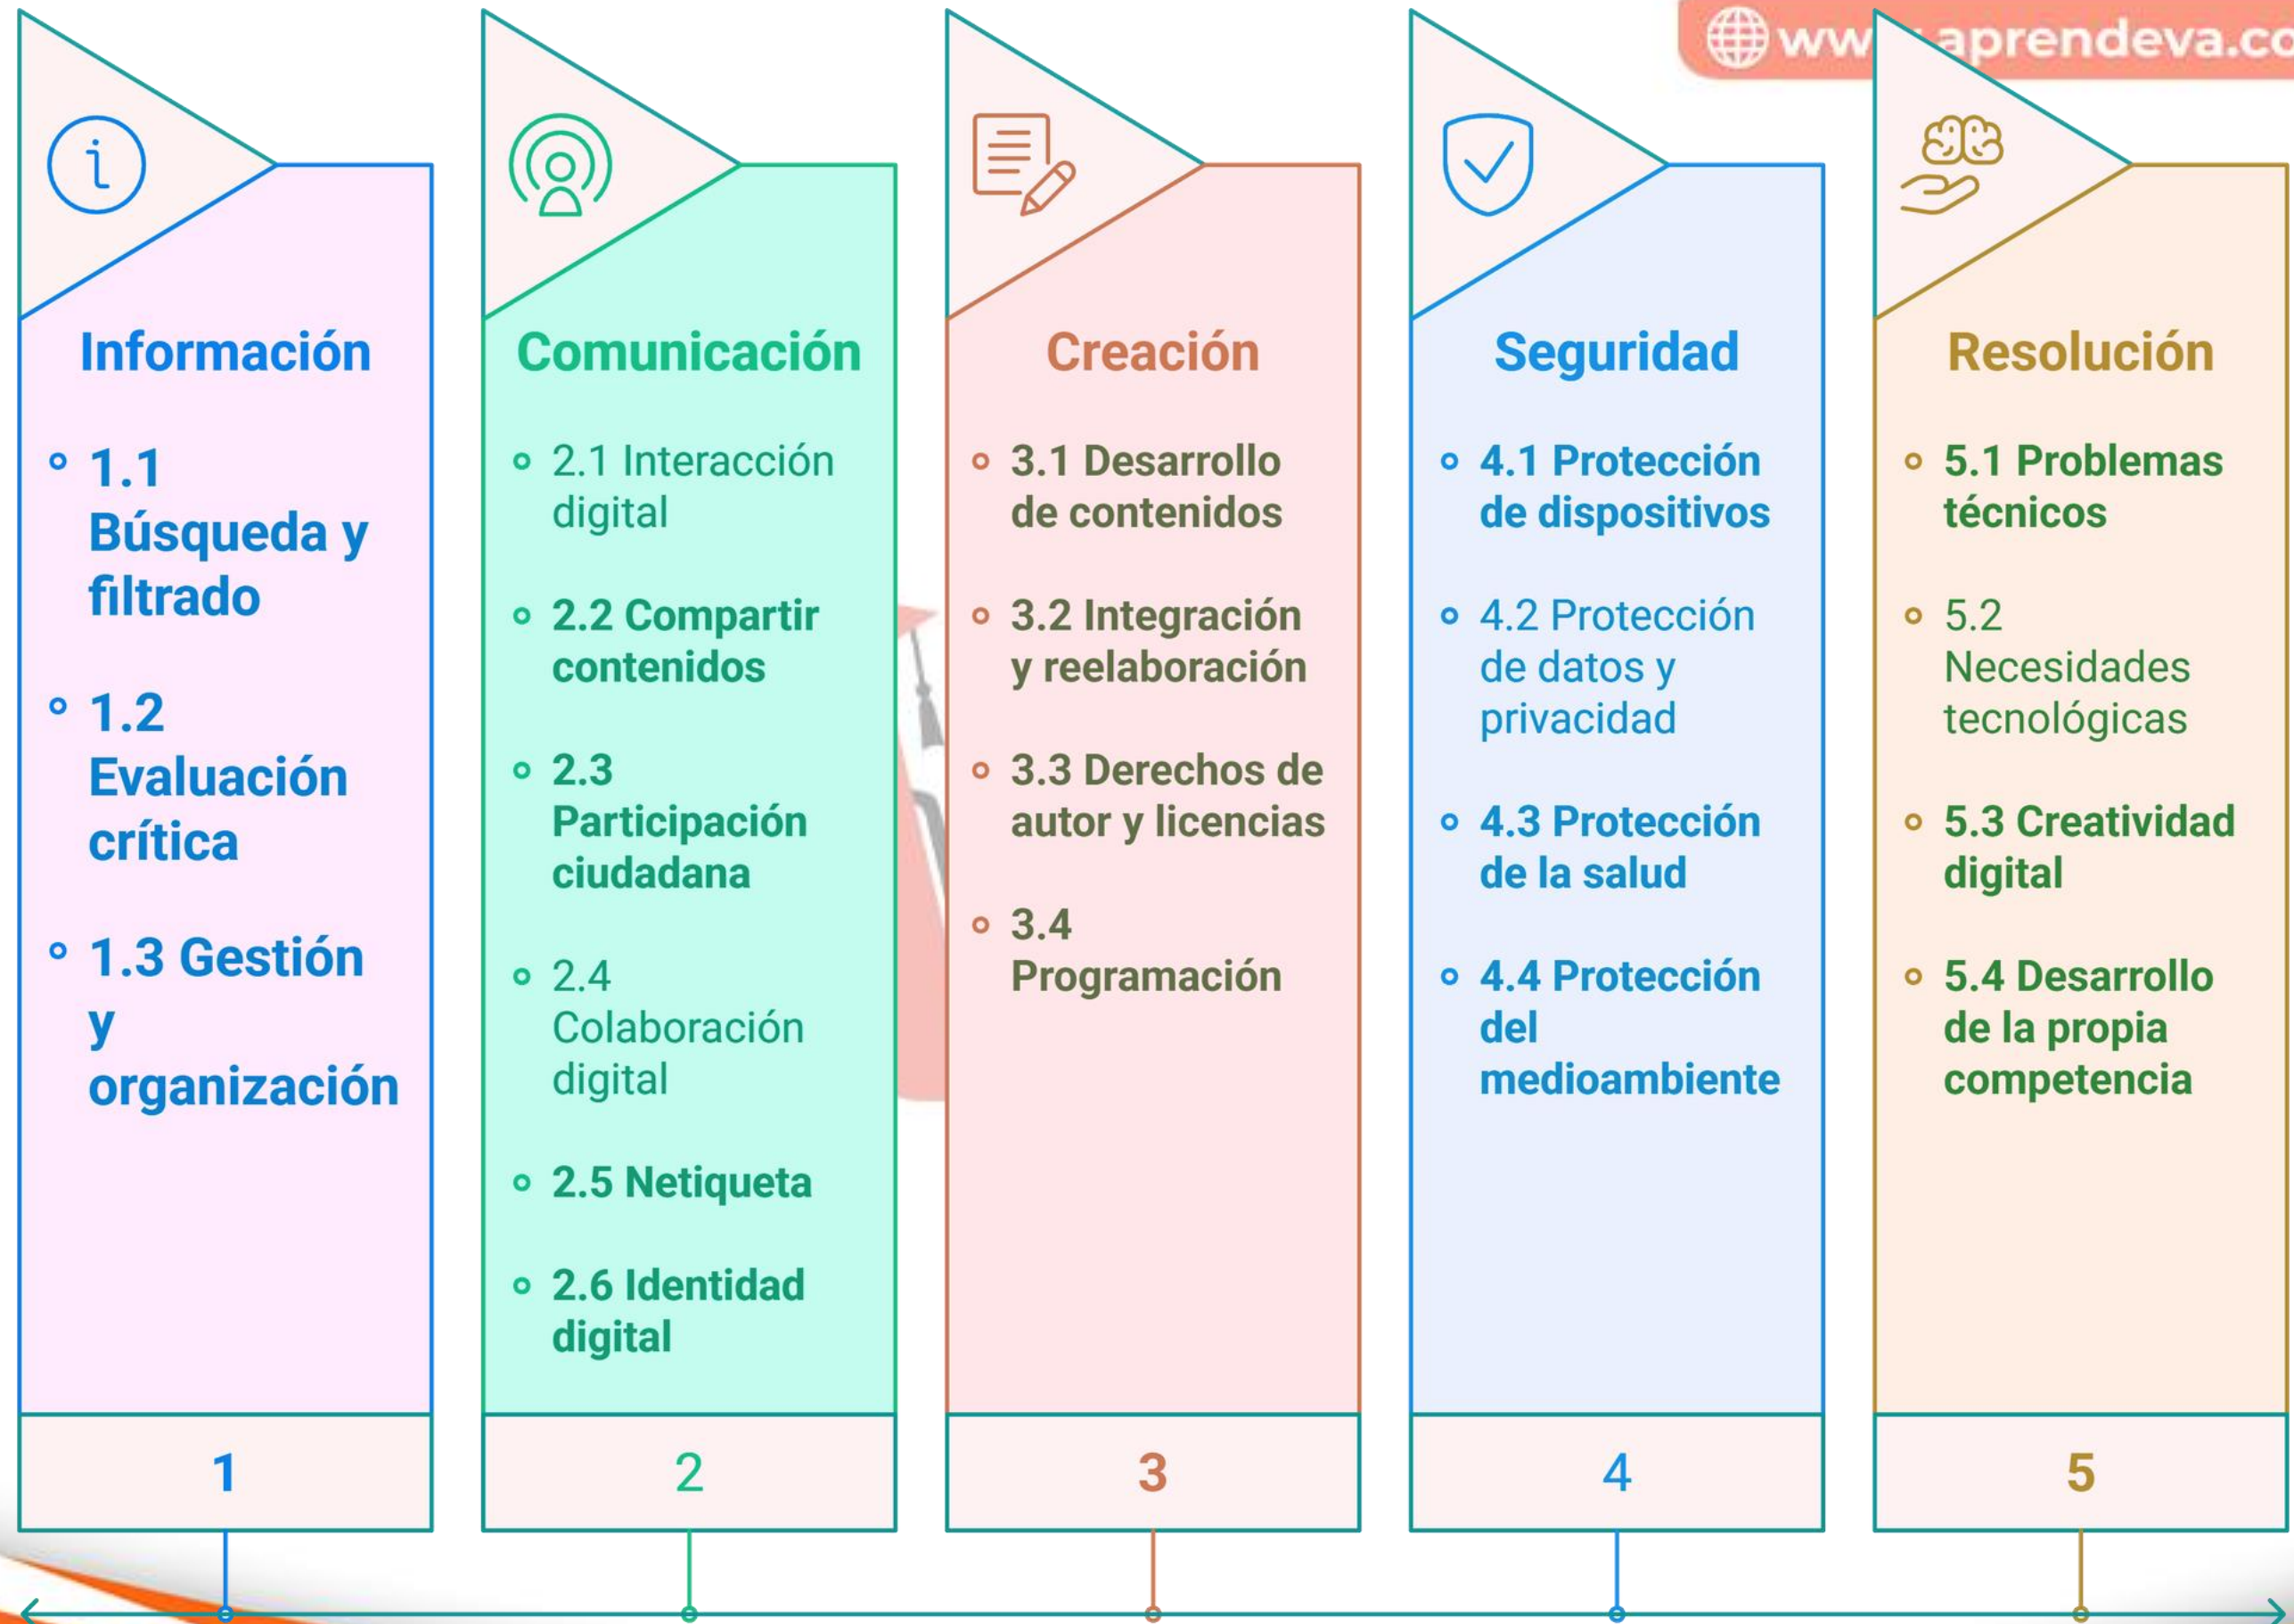 www.aprendeva.co
Información
1.1
Búsqueda y
filtrado
1.2
Evaluación
crítica
1.3 Gestión
y
organización
1
Comunicación
2.1 Interacción
digital
2.2 Compartir
contenidos
2.3
Participación
ciudadana
2.4
Colaboración
digital
2.5 Netiqueta
2.6 Identidad
digital
2
Creación
3.1 Desarrollo
de contenidos
3.2 Integración
y reelaboración
3.3 Derechos de
autor y licencias
3.4
Programación
3
Seguridad
4.1 Protección
de dispositivos
4.2 Protección
de datos y
privacidad
4.3 Protección
de la salud
4.4 Protección
del
medioambiente
4
Resolución
5.1 Problemas
técnicos
5.2
Necesidades
tecnológicas
5.3 Creatividad
digital
5.4 Desarrollo
de la propia
competencia
5